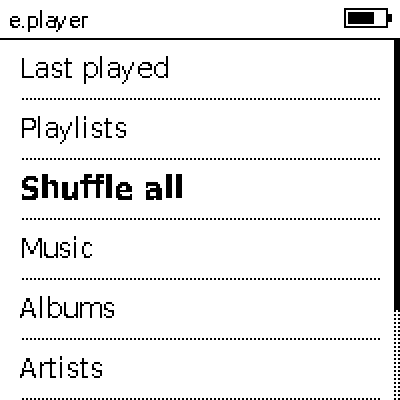 e.player
Last played
Playlists
Shuffle all
Music
Albums
Artists